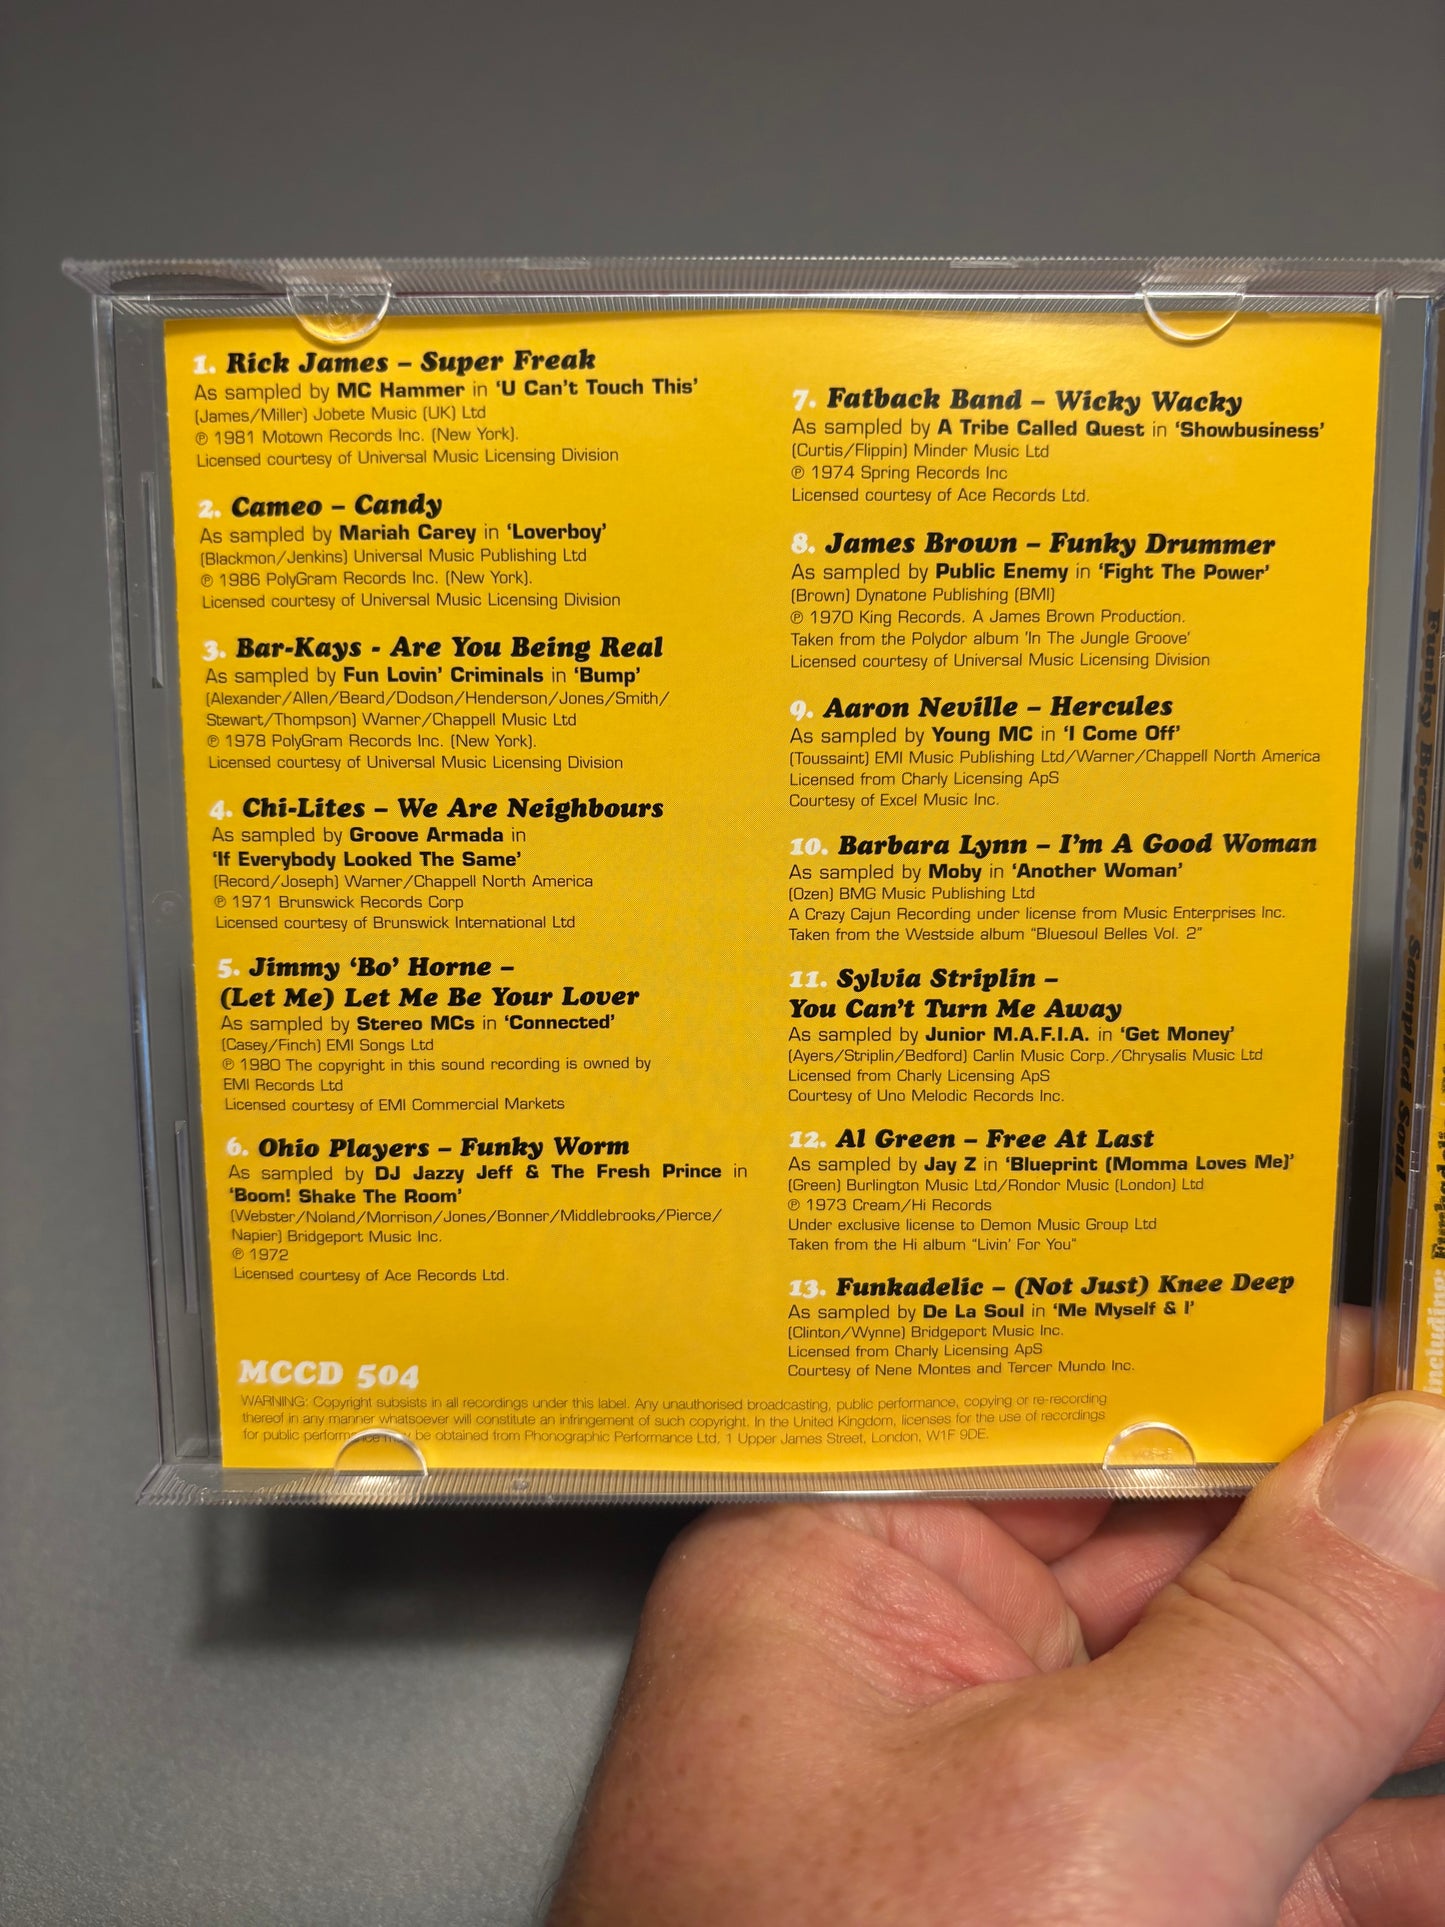 1. Rick James – Super Freak
As sampled by MC Hammer in ‘U Can't Touch This’
(James/Miller) Jobete Music (UK) Ltd
℗ 1981 Motown Records Inc. (New York).
Licensed courtesy of Universal Music Licensing Division
2. Cameo – Candy
As sampled by Mariah Carey in ‘Loverboy’
(Blackmon/Jenkins) Universal Music Publishing Ltd
℗ 1986 PolyGram Records Inc. (New York).
Licensed courtesy of Universal Music Licensing Division
3. Bar-Kays - Are You Being Real
As sampled by Fun Lovin' Criminals in ‘Bump’
(Alexander/Allen/Beard/Dodson/Henderson/Jones/Smith/
Stewart/Thompson) Warner/Chappell Music Ltd
℗ 1978 PolyGram Records Inc. (New York).
Licensed courtesy of Universal Music Licensing Division
4. Chi-Lites – We Are Neighbours
As sampled by Groove Armada in
‘If Everybody Looked The Same’
(Record/Joseph) Warner/Chappell North America
℗ 1971 Brunswick Records Corp
Licensed courtesy of Brunswick International Ltd
5. Jimmy ‘Bo’ Horne –
(Let Me) Let Me Be Your Lover
As sampled by Stereo MCs in ‘Connected’
(Casey/Finch) EMI Songs Ltd
℗ 1980 The copyright in this sound recording is owned by
EMI Records Ltd
Licensed courtesy of EMI Commercial Markets
6. Ohio Players – Funky Worm
As sampled by DJ Jazzy Jeff & The Fresh Prince in
‘Boom! Shake The Room’
(Webster/Noland/Morrison/Jones/Bonner/Middlebrooks/Pierce/
Napier) Bridgeport Music Inc.
℗ 1972
Licensed courtesy of Ace Records Ltd.
7. Fatback Band – Wicky Wacky
As sampled by A Tribe Called Quest in ‘Showbusiness’
(Curtis/Flippin) Minder Music Ltd
℗ 1974 Spring Records Inc
Licensed courtesy of Ace Records Ltd.
8. James Brown – Funky Drummer
As sampled by Public Enemy in ‘Fight The Power’
(Brown) Dynatone Publishing (BMI)
℗ 1970 King Records. A James Brown Production.
Taken from the Polydor album 'In The Jungle Groove'
Licensed courtesy of Universal Music Licensing Division
9. Aaron Neville – Hercules
As sampled by Young MC in ‘I Come Off’
(Toussaint) EMI Music Publishing Ltd/Warner/Chappell North America
Licensed from Charly Licensing ApS
Courtesy of Excel Music Inc.
10. Barbara Lynn – I'm A Good Woman
As sampled by Moby in ‘Another Woman’
(Ozen) BMG Music Publishing Ltd
A Crazy Cajun Recording under license from Music Enterprises Inc.
Taken from the Westside album "Bluesoul Belles Vol. 2"
11. Sylvia Striplin –
You Can't Turn Me Away
As sampled by Junior M.A.F.I.A. in ‘Get Money’
(Ayers/Striplin/Bedford) Carlin Music Corp./Chrysalis Music Ltd
Licensed from Charly Licensing ApS
Courtesy of Uno Melodic Records Inc.
12. Al Green – Free At Last
As sampled by Jay Z in ‘Blueprint (Momma Loves Me)’
(Green) Burlington Music Ltd/Rondor Music (London) Ltd
℗ 1973 Cream/Hi Records
Under exclusive license to Demon Music Group Ltd
Taken from the Hi album "Livin' For You"
13. Funkadelic – (Not Just) Knee Deep
As sampled by De La Soul in ‘Me Myself & I’
(Clinton/Wynne) Bridgeport Music Inc.
Licensed from Charly Licensing ApS
Courtesy of Nene Montes and Tercer Mundo Inc.
MCCD 504
WARNING: Copyright subsists in all recordings under this label. Any unauthorised broadcasting, public performance, copying or re-recording
thereof in any manner whatsoever will constitute an infringement of such copyright. In the United Kingdom, licenses for the use of recordings
for public performance may be obtained from Phonographic Performance Ltd, 1 Upper James Street, London, W1F 9DE.
Funky Breaks Sampled Soul
Including: Funkadelic